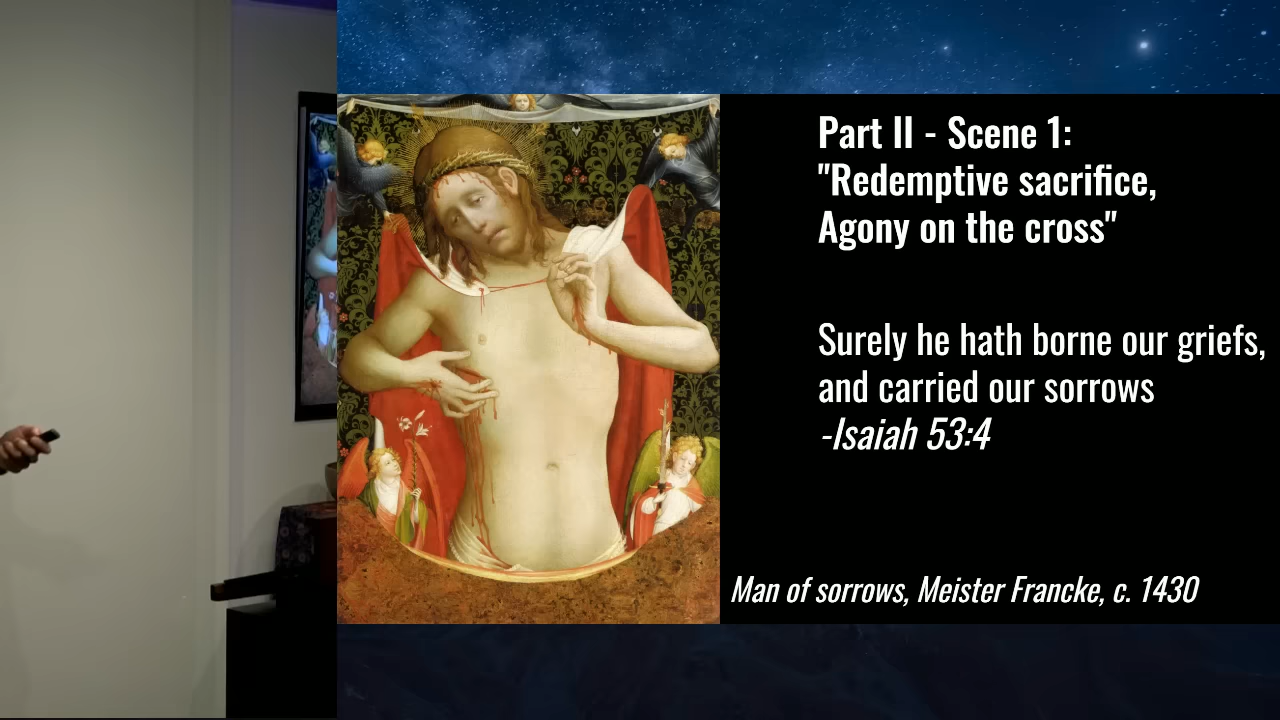 Part II - Scene 1:
"Redemptive sacrifice,
Agony on the cross"
Surely he hath borne our griefs,
and carried our sorrows
-Isaiah 53:4
Man of sorrows, Meister Francke, c. 1430